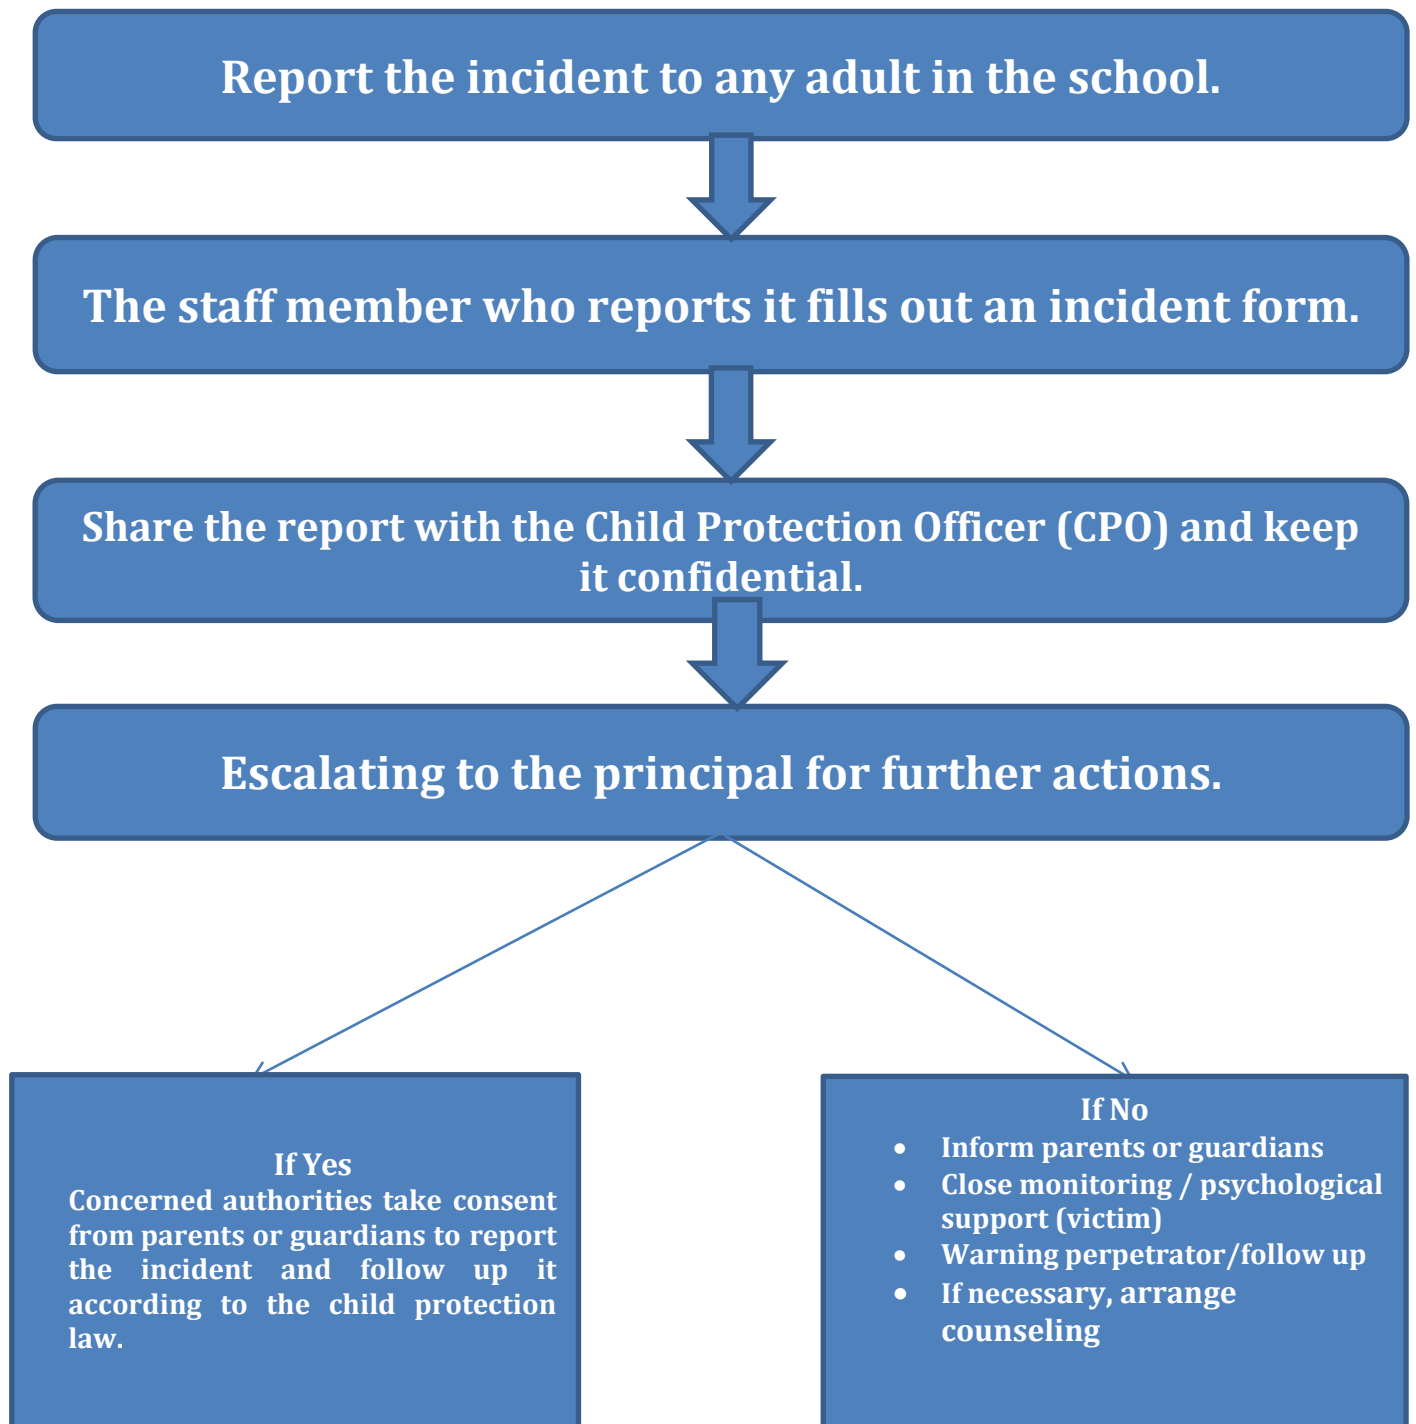 Report the incident to any adult in the school.
The staff member who reports it fills out an incident form.
Share the report with the Child Protection Officer (CPO) and keep
it confidential.
Escalating to the principal for further actions.
If Yes
Concerned authorities take consent
from parents or guardians to report
the incident and follow up it
according to the child protection
law.
If No
• Inform parents or guardians
• Close monitoring / psychological
support (victim)
• Warning perpetrator/follow up
• If necessary, arrange
counseling